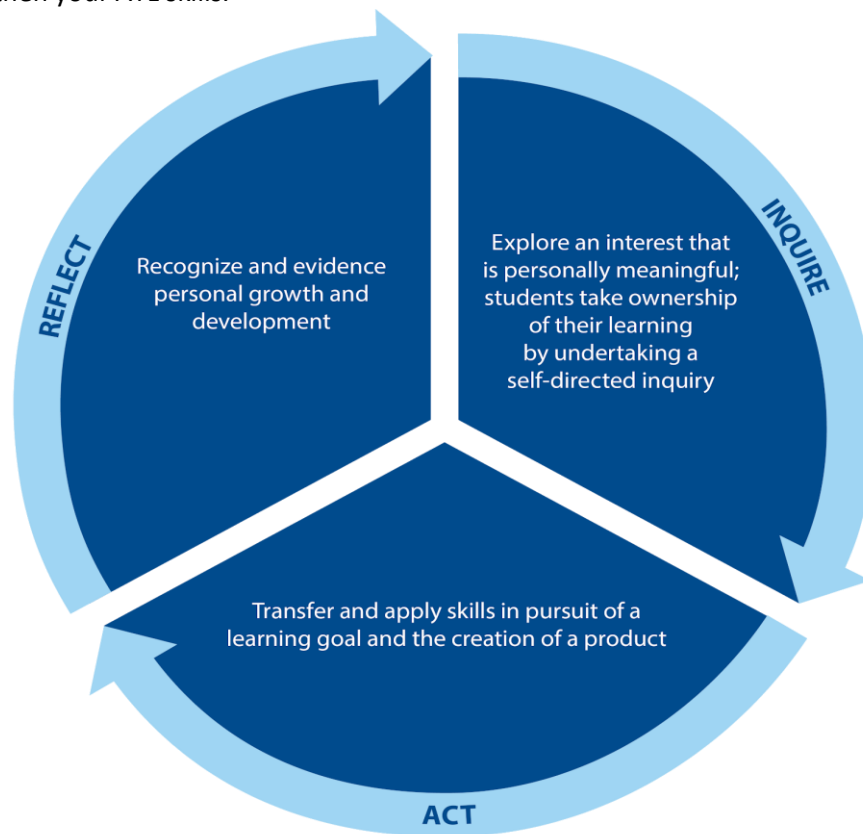 INQUIRE
Explore an interest that
is personally meaningful;
students take ownership
of their learning
by undertaking a
self-directed inquiry
ACT
Transfer and apply skills in pursuit of a
learning goal and the creation of a product
REFLECT
Recognize and evidence
personal growth and
development